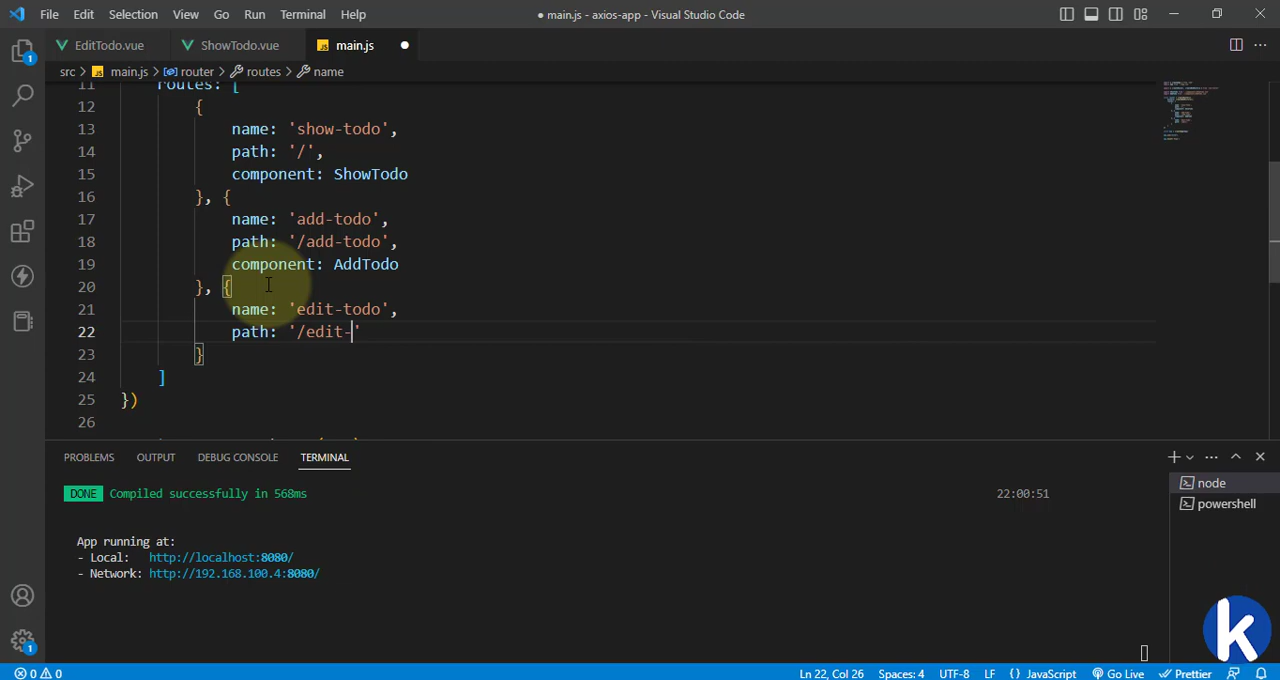 File Edit Selection View Go Run Terminal Help
● main.js - axios-app - Visual Studio Code
EditTodo.vue ShowTodo.vue JS main.js ●
src > JS main.js > router > routes > name
11 routes: [
12 {
13 name: 'show-todo',
14 path: '/',
15 component: ShowTodo
16 }, {
17 name: 'add-todo',
18 path: '/add-todo',
19 component: AddTodo
20 }, {
21 name: 'edit-todo',
22 path: '/edit-'
23 }
24 ]
25 })
26
PROBLEMS OUTPUT DEBUG CONSOLE TERMINAL
DONE Compiled successfully in 568ms 22:00:51
App running at:
- Local: http://localhost:8080/
- Network: http://192.168.100.4:8080/
node
powershell
1
1
k
0 0 Ln 22, Col 26 Spaces: 4 UTF-8 LF {} JavaScript Go Live Prettier